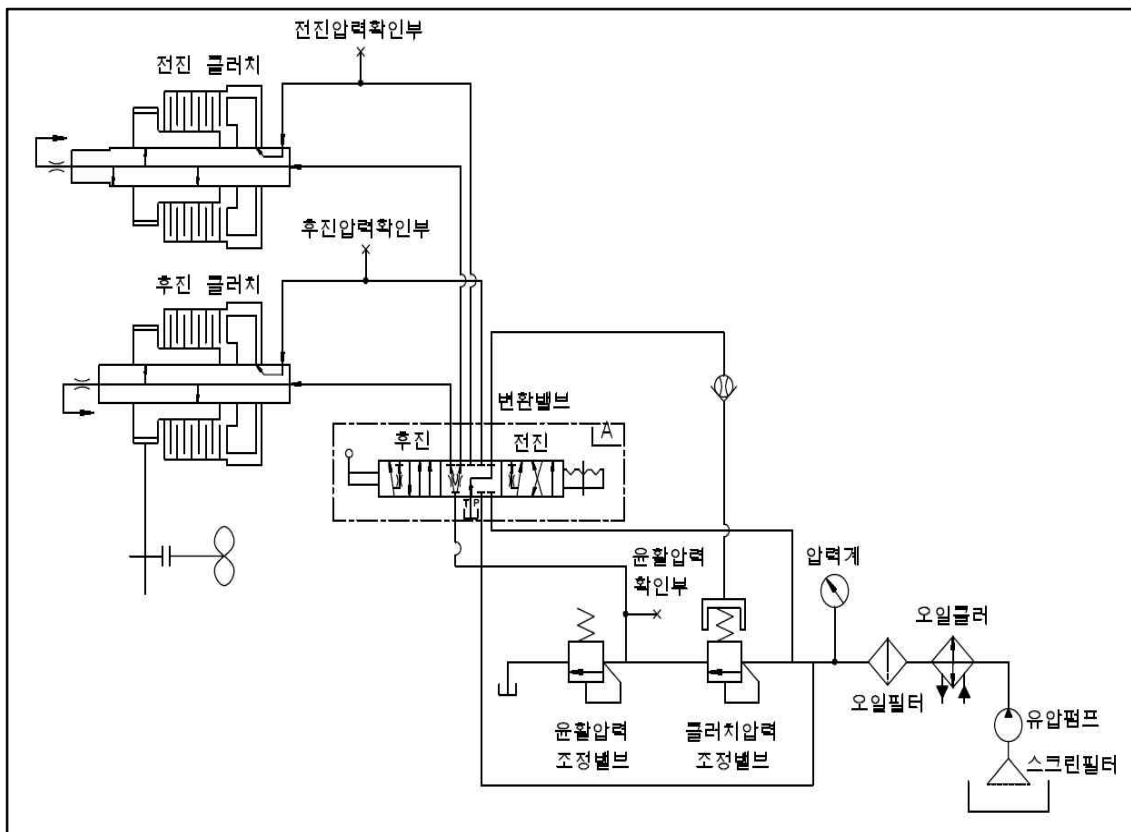 전진압력확인부
전진 클러치
후진압력확인부
후진 클러치
변환밸브
A
후진
전진
T P
윤활압력
확인부
압력계
오일쿨러
오일필터
유압펌프
스크린필터
윤활압력
조정밸브
클러치압력
조정밸브